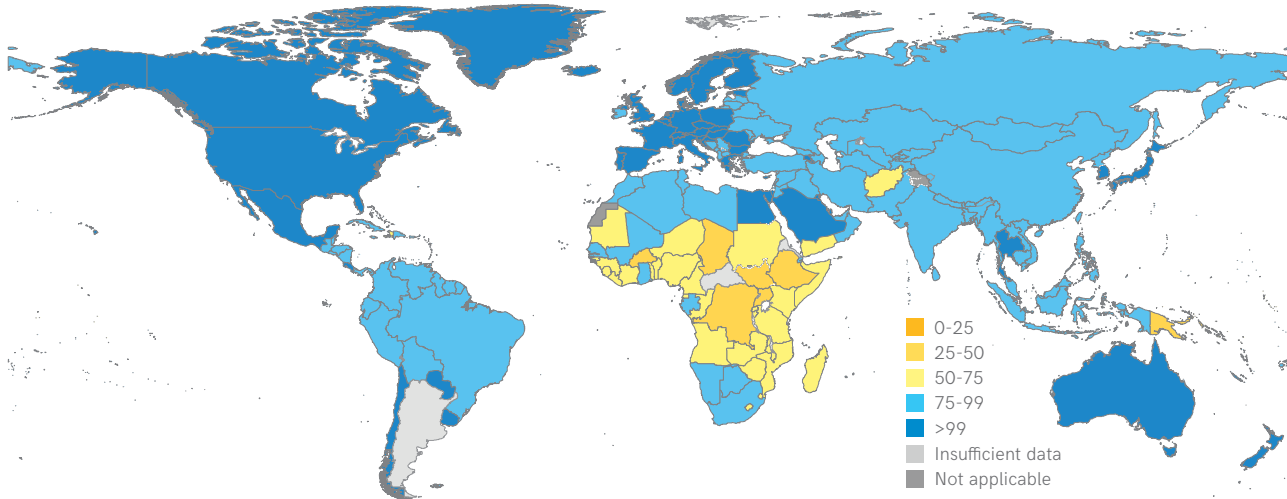 0-25
25-50
50-75
75-99
>99
Insufficient data
Not applicable